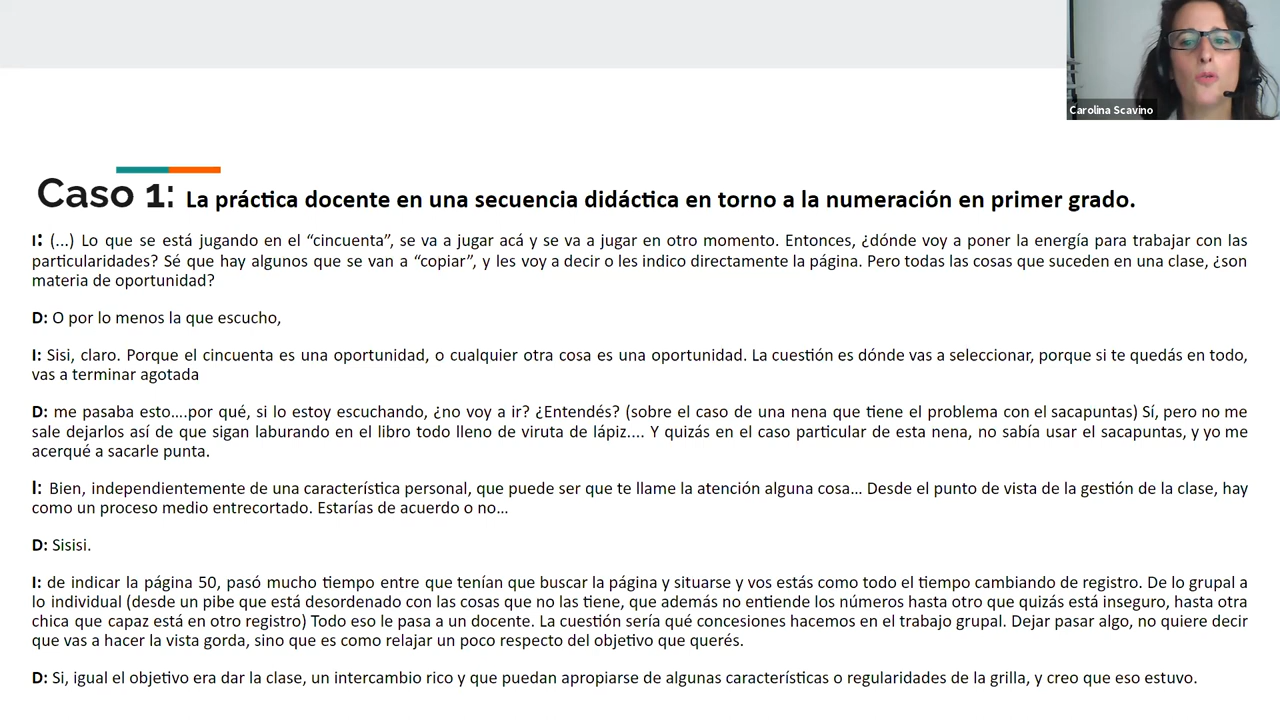 Carolina Scavino
Caso 1: La práctica docente en una secuencia didáctica en torno a la numeración en primer grado.
I: (...) Lo que se está jugando en el “cincuenta”, se va a jugar acá y se va a jugar en otro momento. Entonces, ¿dónde voy a poner la energía para trabajar con las
particularidades? Sé que hay algunos que se van a “copiar”, y les voy a decir o les indico directamente la página. Pero todas las cosas que suceden en una clase, ¿son
materia de oportunidad?
D: O por lo menos la que escucho,
I: Sisi, claro. Porque el cincuenta es una oportunidad, o cualquier otra cosa es una oportunidad. La cuestión es dónde vas a seleccionar, porque si te quedás en todo,
vas a terminar agotada
D: me pasaba esto....por qué, si lo estoy escuchando, ¿no voy a ir? ¿Entendés? (sobre el caso de una nena que tiene el problema con el sacapuntas) Sí, pero no me
sale dejarlos así de que sigan laburando en el libro todo lleno de viruta de lápiz.... Y quizás en el caso particular de esta nena, no sabía usar el sacapuntas, y yo me
acerqué a sacarle punta.
I: Bien, independientemente de una característica personal, que puede ser que te llame la atención alguna cosa... Desde el punto de vista de la gestión de la clase, hay
como un proceso medio entrecortado. Estarías de acuerdo o no...
D: Sisisi.
I: de indicar la página 50, pasó mucho tiempo entre que tenían que buscar la página y situarse y vos estás como todo el tiempo cambiando de registro. De lo grupal a
lo individual (desde un pibe que está desordenado con las cosas que no las tiene, que además no entiende los números hasta otro que quizás está inseguro, hasta otra
chica que capaz está en otro registro) Todo eso le pasa a un docente. La cuestión sería qué concesiones hacemos en el trabajo grupal. Dejar pasar algo, no quiere decir
que vas a hacer la vista gorda, sino que es como relajar un poco respecto del objetivo que querés.
D: Si, igual el objetivo era dar la clase, un intercambio rico y que puedan apropiarse de algunas características o regularidades de la grilla, y creo que eso estuvo.